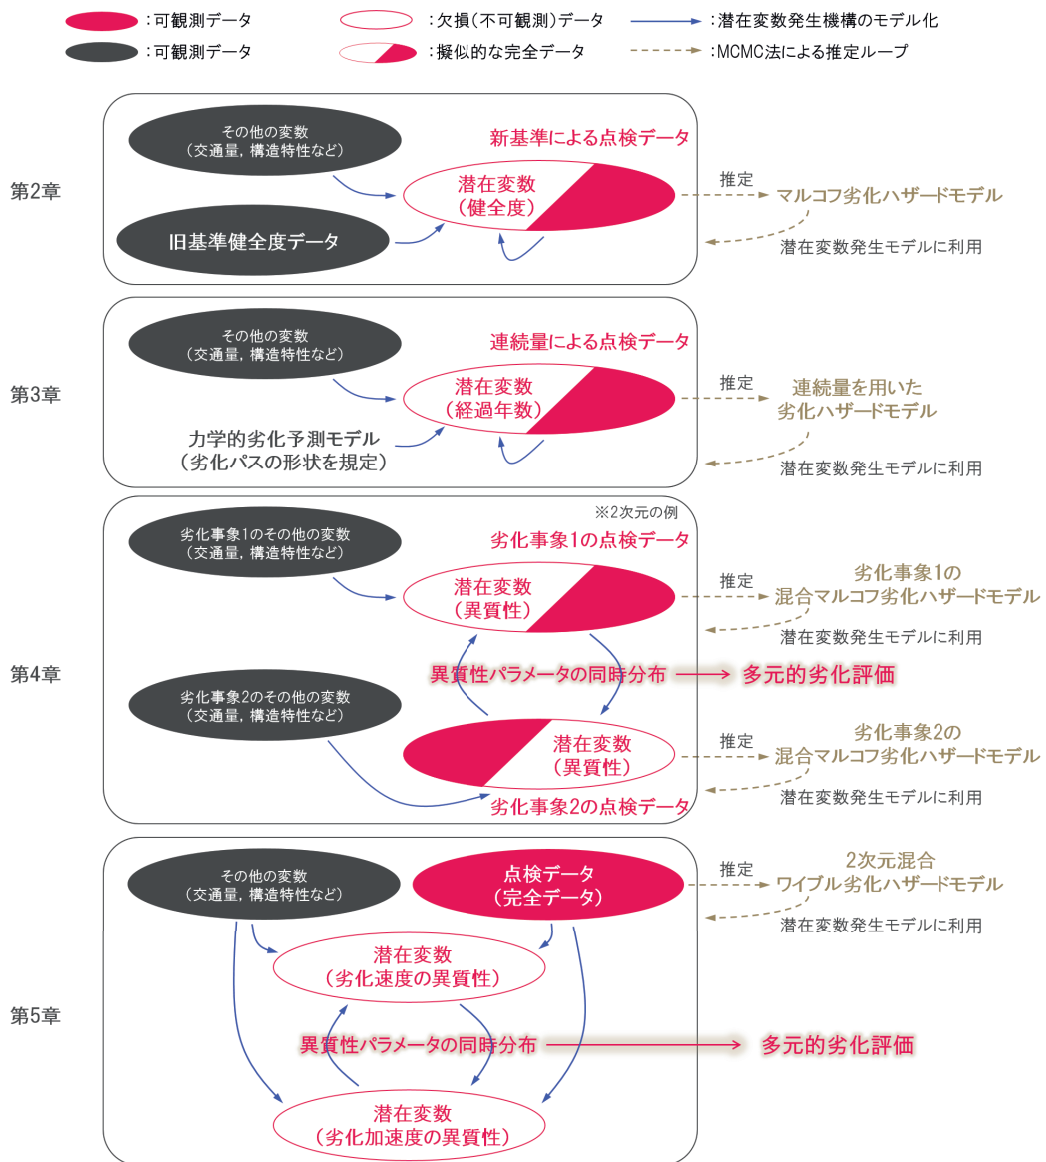 :可観測データ
:欠損(不可観測)データ
:潜在変数発生機構のモデル化
:可観測データ
:擬似的な完全データ
:MCMC法による推定ループ
第2章
その他の変数
(交通量, 構造特性など)
旧基準健全度データ
新基準による点検データ
潜在変数
(健全度)
推定
マルコフ劣化ハザードモデル
潜在変数発生モデルに利用
第3章
その他の変数
(交通量, 構造特性など)
力学的劣化予測モデル
(劣化パスの形状を規定)
連続量による点検データ
潜在変数
(経過年数)
推定
連続量を用いた
劣化ハザードモデル
潜在変数発生モデルに利用
第4章
※2次元の例
劣化事象1のその他の変数
(交通量, 構造特性など)
劣化事象1の点検データ
潜在変数
(異質性)
推定
劣化事象1の
混合マルコフ劣化ハザードモデル
潜在変数発生モデルに利用
異質性パラメータの同時分布
多元的劣化評価
劣化事象2のその他の変数
(交通量, 構造特性など)
潜在変数
(異質性)
劣化事象2の点検データ
推定
劣化事象2の
混合マルコフ劣化ハザードモデル
潜在変数発生モデルに利用
第5章
その他の変数
(交通量, 構造特性など)
点検データ
(完全データ)
推定
2次元混合
ワイブル劣化ハザードモデル
潜在変数発生モデルに利用
潜在変数
(劣化速度の異質性)
異質性パラメータの同時分布
多元的劣化評価
潜在変数
(劣化加速度の異質性)